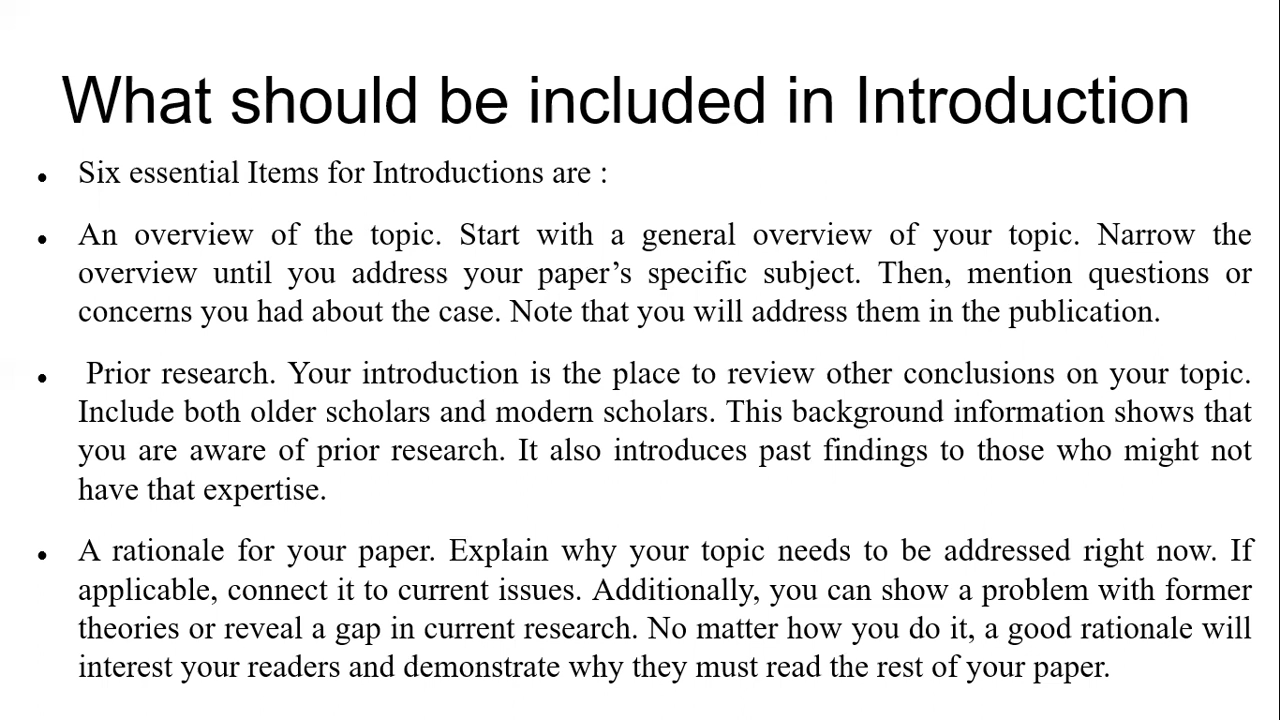 What should be included in Introduction
• Six essential Items for Introductions are :
• An overview of the topic. Start with a general overview of your topic. Narrow the
overview until you address your paper’s specific subject. Then, mention questions or
concerns you had about the case. Note that you will address them in the publication.
• Prior research. Your introduction is the place to review other conclusions on your topic.
Include both older scholars and modern scholars. This background information shows that
you are aware of prior research. It also introduces past findings to those who might not
have that expertise.
• A rationale for your paper. Explain why your topic needs to be addressed right now. If
applicable, connect it to current issues. Additionally, you can show a problem with former
theories or reveal a gap in current research. No matter how you do it, a good rationale will
interest your readers and demonstrate why they must read the rest of your paper.